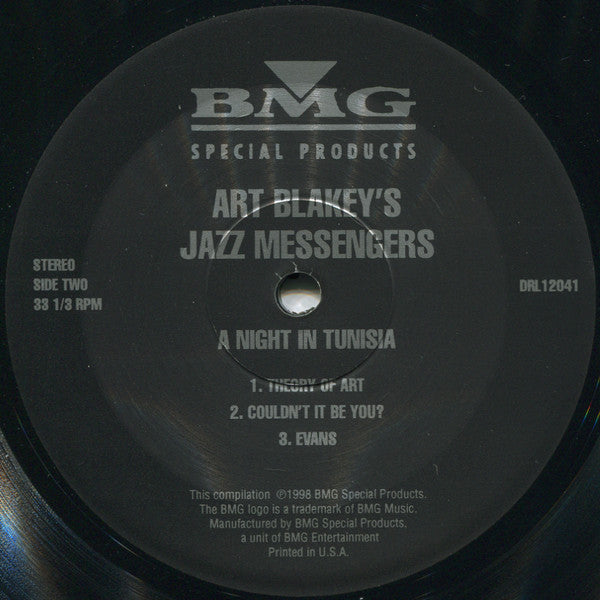 BMG
SPECIAL PRODUCTS
ART BLAKEY'S
JAZZ MESSENGERS
STEREO
SIDE TWO
33 1/3 RPM
DRL12041
A NIGHT IN TUNISIA
1. THEORY OF ART
2. COULDN'T IT BE YOU?
3. EVANS
This compilation ℗1998 BMG Special Products.
The BMG logo is a trademark of BMG Music.
Manufactured by BMG Special Products,
a unit of BMG Entertainment
Printed in U.S.A.